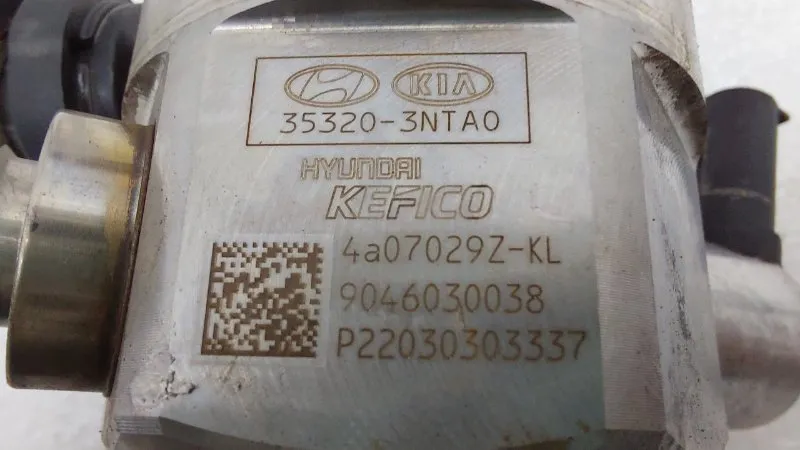 KIA
35320-3NTA0
HYUNDAI
KEFICO
4a07029Z-KL
9046030038
P22030303337